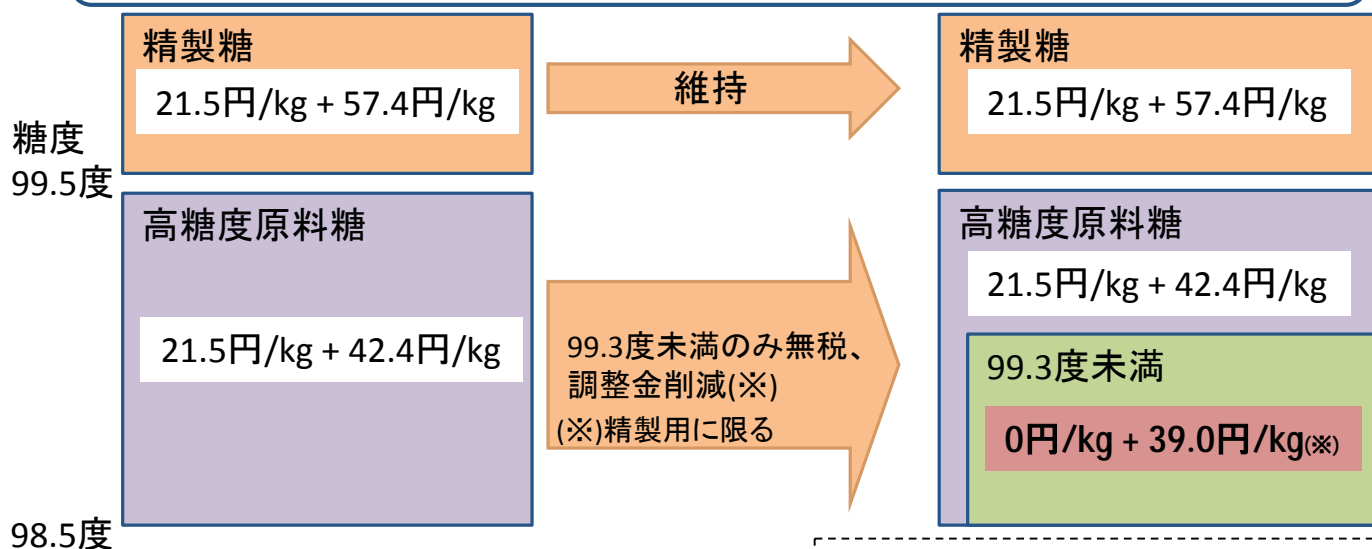 精製糖
21.5円/kg + 57.4円/kg
維持
精製糖
21.5円/kg + 57.4円/kg
糖度
99.5度
高糖度原料糖
21.5円/kg + 42.4円/kg
99.3度未満のみ無税、
調整金削減(※)
(※)精製用に限る
高糖度原料糖
21.5円/kg + 42.4円/kg
99.3度未満
0円/kg + 39.0円/kg(※)
98.5度